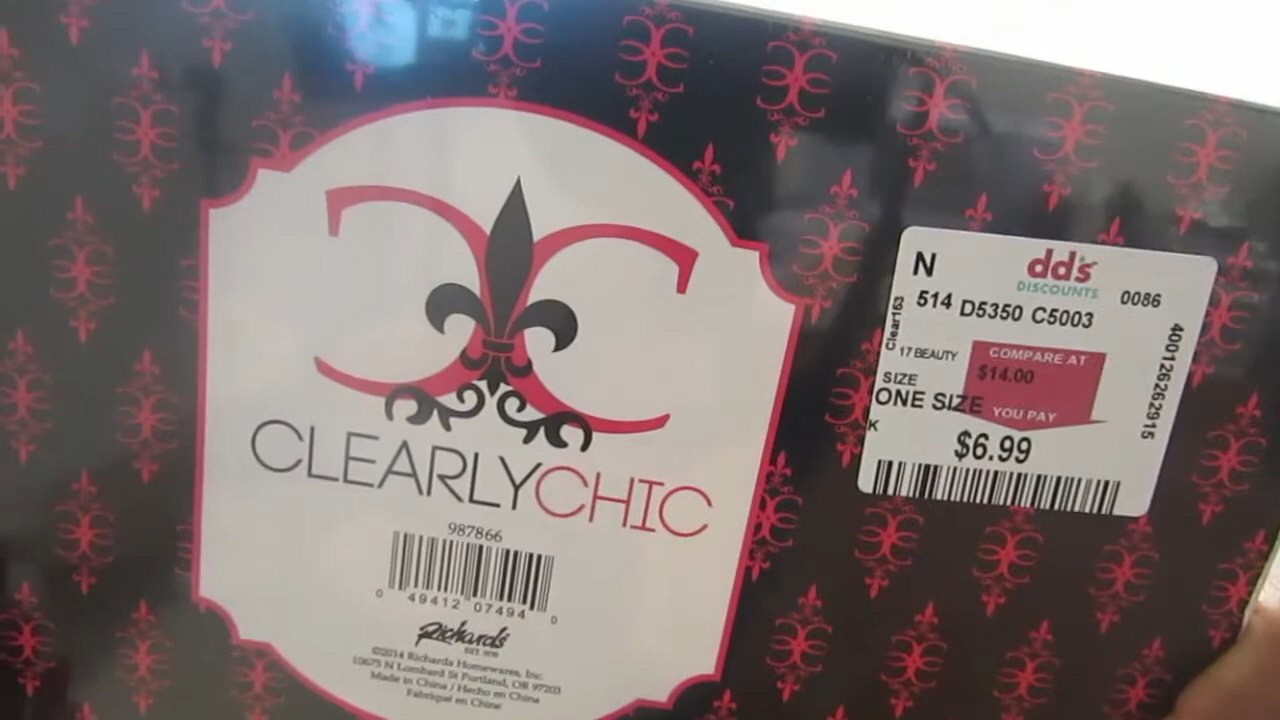 CLEARLYCHIC
987866
0 49412 07494 0
Richards
EST. 1930
©2014 Richards Homewares, Inc.
10675 N Lombard St Portland, OR 97203
Made in China / Hecho en China
Fabriqué en Chine
N
dd's
DISCOUNTS
0086
514 D5350 C5003
Clear163
17 BEAUTY
COMPARE AT
$14.00
SIZE
ONE SIZE
YOU PAY
K
$6.99
400126262915